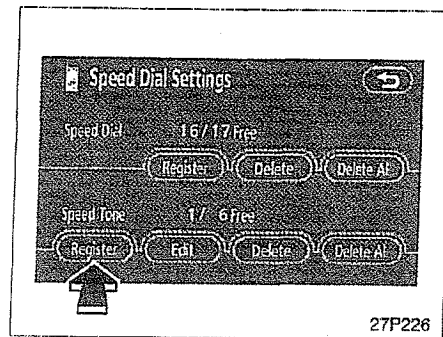 Speed Dial Settings
Speed Dial 16/17 Free
Register Delete Delete All
Speed Tone 1/ 6 Free
Register Edit Delete Delete All
27P226